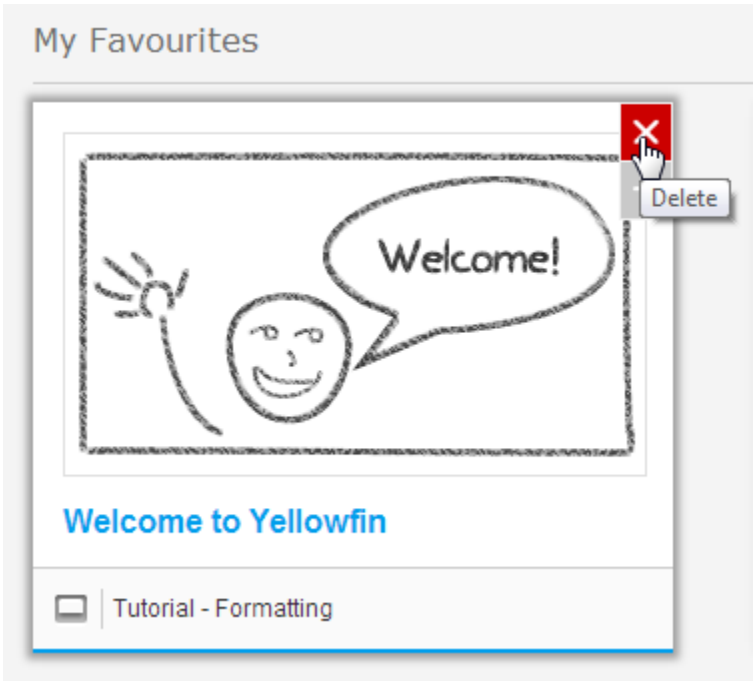 My Favourites
Delete
Welcome!
Welcome to Yellowfin
Tutorial - Formatting